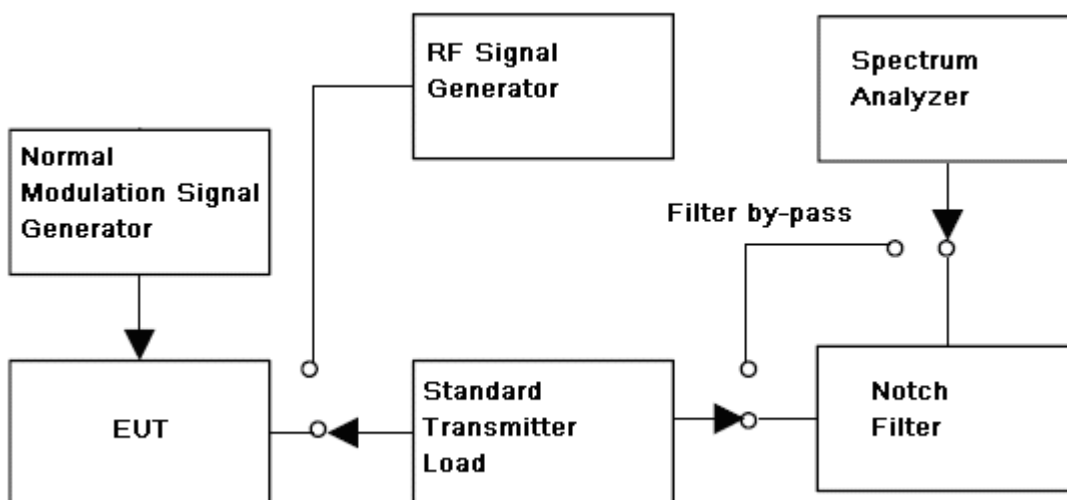 RF Signal
Generator
Spectrum
Analyzer
Normal
Modulation Signal
Generator
Filter by-pass
EUT
Standard
Transmitter
Load
Notch
Filter